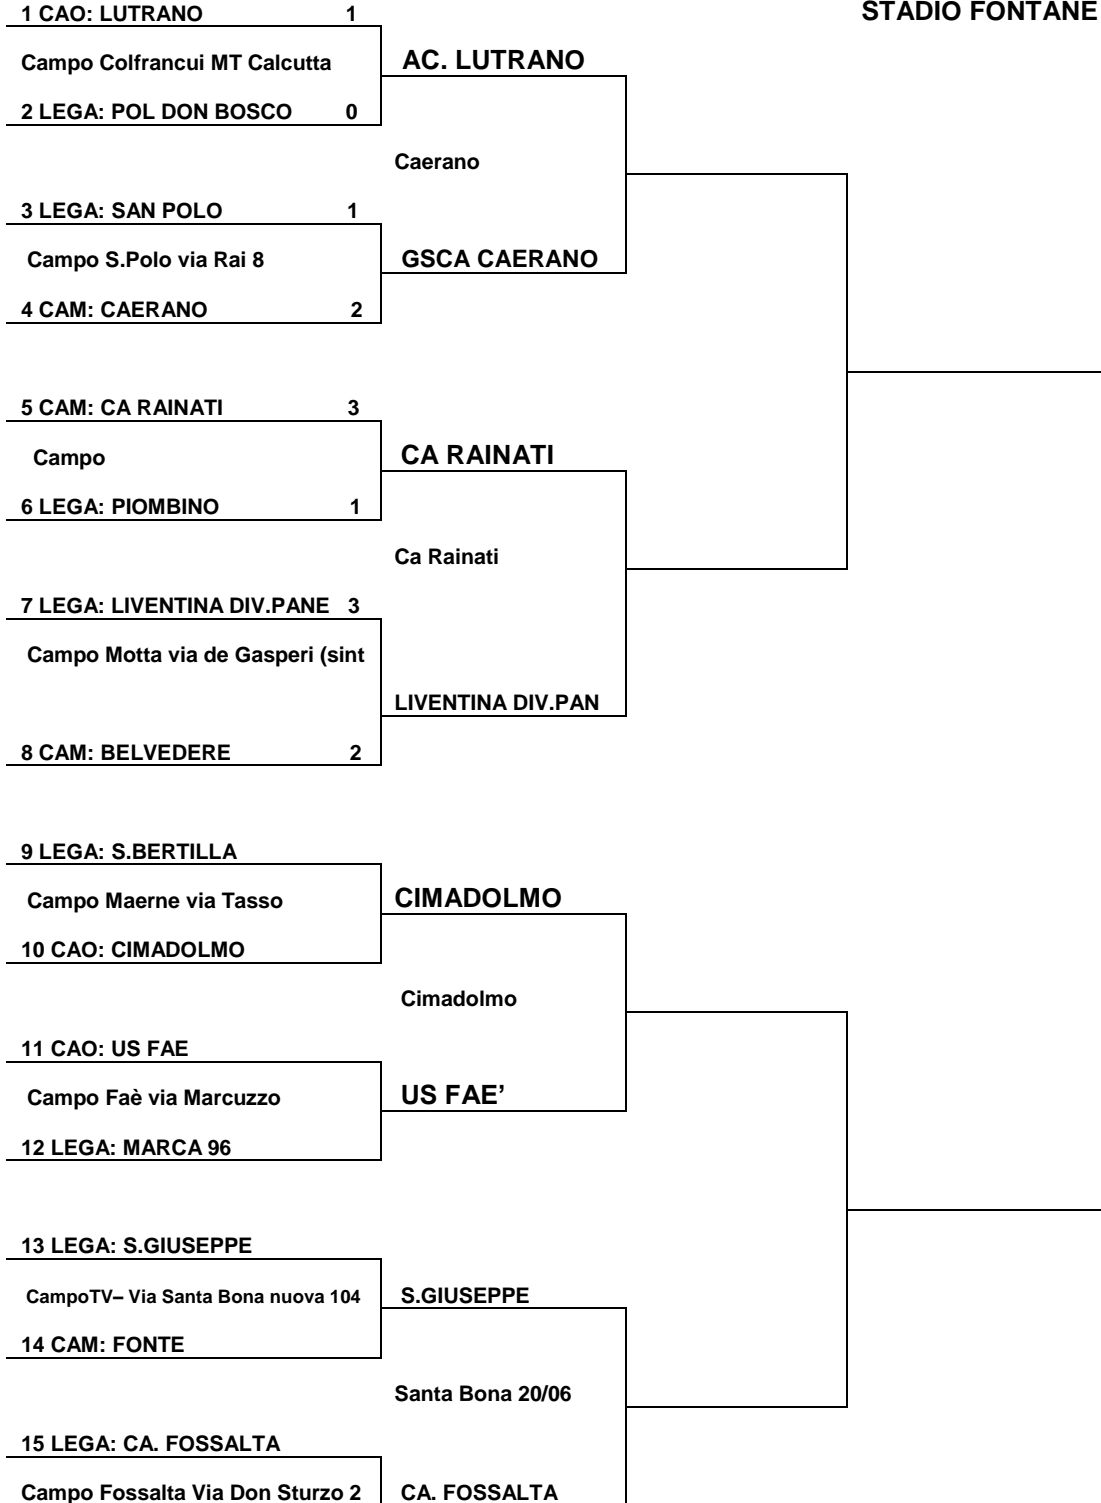 1 CAO: LUTRANO 1
STADIO FONTANE
Campo Colfrancui MT Calcutta
AC. LUTRANO
2 LEGA: POL DON BOSCO 0
Caerano
3 LEGA: SAN POLO 1
Campo S.Polo via Rai 8
GSCA CAERANO
4 CAM: CAERANO 2
5 CAM: CA RAINATI 3
Campo
CA RAINATI
6 LEGA: PIOMBINO 1
Ca Rainati
7 LEGA: LIVENTINA DIV.PANE 3
Campo Motta via de Gasperi (sint
LIVENTINA DIV.PAN
8 CAM: BELVEDERE 2
9 LEGA: S.BERTILLA
Campo Maerne via Tasso
CIMADOLMO
10 CAO: CIMADOLMO
Cimadolmo
11 CAO: US FAE
Campo Faè via Marcuzzo
US FAE’
12 LEGA: MARCA 96
13 LEGA: S.GIUSEPPE
CampoTV– Via Santa Bona nuova 104
S.GIUSEPPE
14 CAM: FONTE
Santa Bona 20/06
15 LEGA: CA. FOSSALTA
Campo Fossalta Via Don Sturzo 2
CA. FOSSALTA